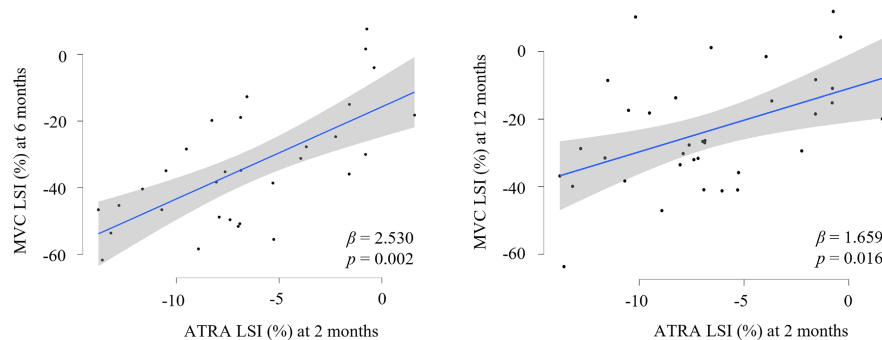 MVC LSI (%) at 6 months
0
-20
-40
-60
β = 2.530
p = 0.002
-10 -5 0
ATRA LSI (%) at 2 months
MVC LSI (%) at 12 months
0
-20
-40
-60
β = 1.659
p = 0.016
-10 -5 0
ATRA LSI (%) at 2 months